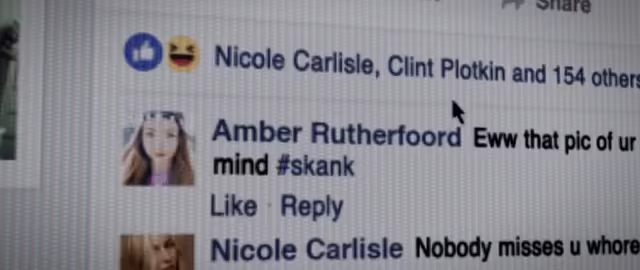 Share
Nicole Carlisle, Clint Plotkin and 154 others
Amber Rutherfoord Eww that pic of ur
mind #skank
Like · Reply
Nicole Carlisle Nobody misses u whore